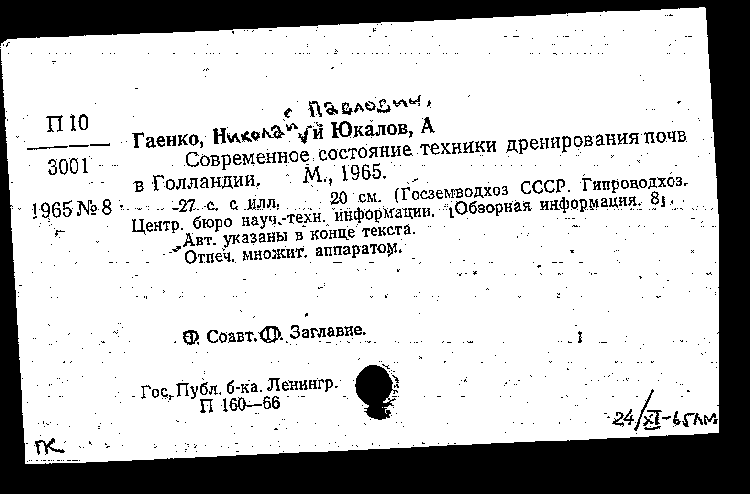 Павлович,
П 10
Гаенко, Николай и Юкалов, А
3001
Современное состояние техники дренирования почв
в Голландии. М., 1965.
1965 № 8
27 с. с илл. 20 см. (Госземводхоз СССР. Гипроводхоз.
Центр. бюро науч.-техн. информации. [Обзорная информация. 8].
Авт. указаны в конце текста.
Отпеч. множит. аппаратом.
Ф. Соавт. Ф. Заглавие.
1
Гос. Публ. б-ка. Ленингр.
П 160—66
24/XI-65
ПК